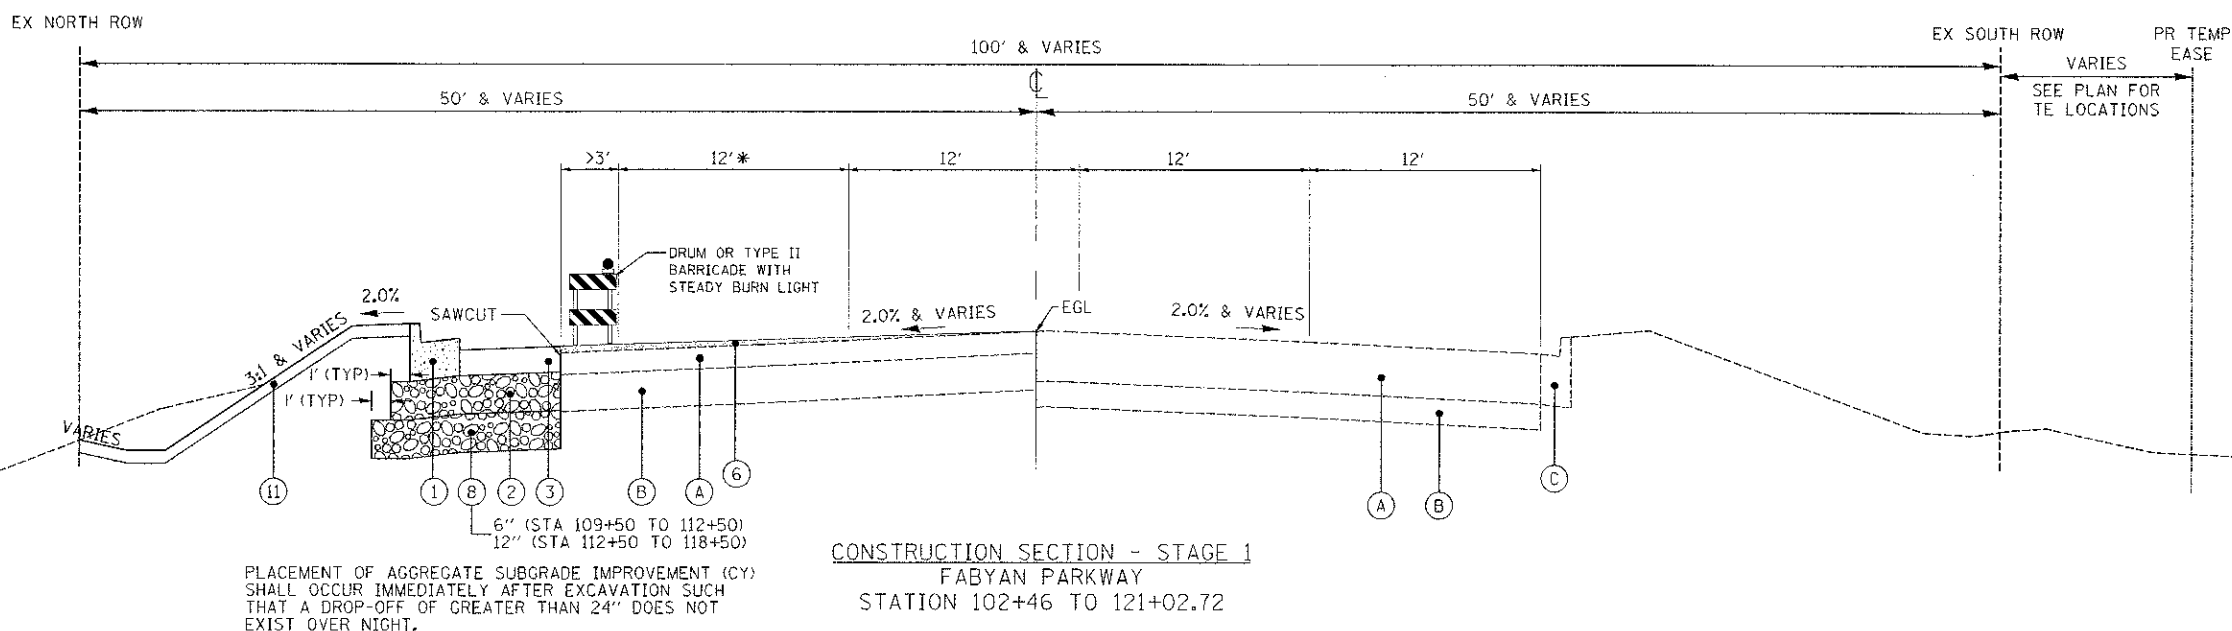 EX NORTH ROW
EX SOUTH ROW
PR TEMP
EASE
100' & VARIES
VARIES
SEE PLAN FOR
TE LOCATIONS
℄
50' & VARIES
50' & VARIES
>3'
12'*
12'
12'
12'
DRUM OR TYPE II
BARRICADE WITH
STEADY BURN LIGHT
2.0%
SAWCUT
2.0% & VARIES
EGL
2.0% & VARIES
3:1 & VARIES
1' (TYP)
1' (TYP)
VARIES
11
1
8
2
3
B
A
6
A
B
C
6'' (STA 109+50 TO 112+50)
12'' (STA 112+50 TO 118+50)
PLACEMENT OF AGGREGATE SUBGRADE IMPROVEMENT (CY)
SHALL OCCUR IMMEDIATELY AFTER EXCAVATION SUCH
THAT A DROP-OFF OF GREATER THAN 24'' DOES NOT
EXIST OVER NIGHT.
CONSTRUCTION SECTION - STAGE 1
FABYAN PARKWAY
STATION 102+46 TO 121+02.72